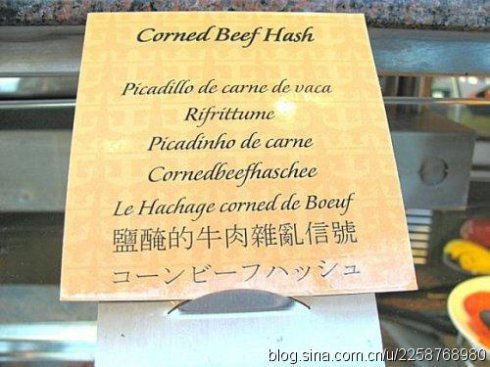 Corned Beef Hash
Picadillo de carne de vaca
Rifrittume
Picadinho de carne
Cornedbeefhaschee
Le Hachage corned de Boeuf
鹽醃的牛肉雜亂信號
コーンビーフハッシュ
blog.sina.com.cn/u/2258768980